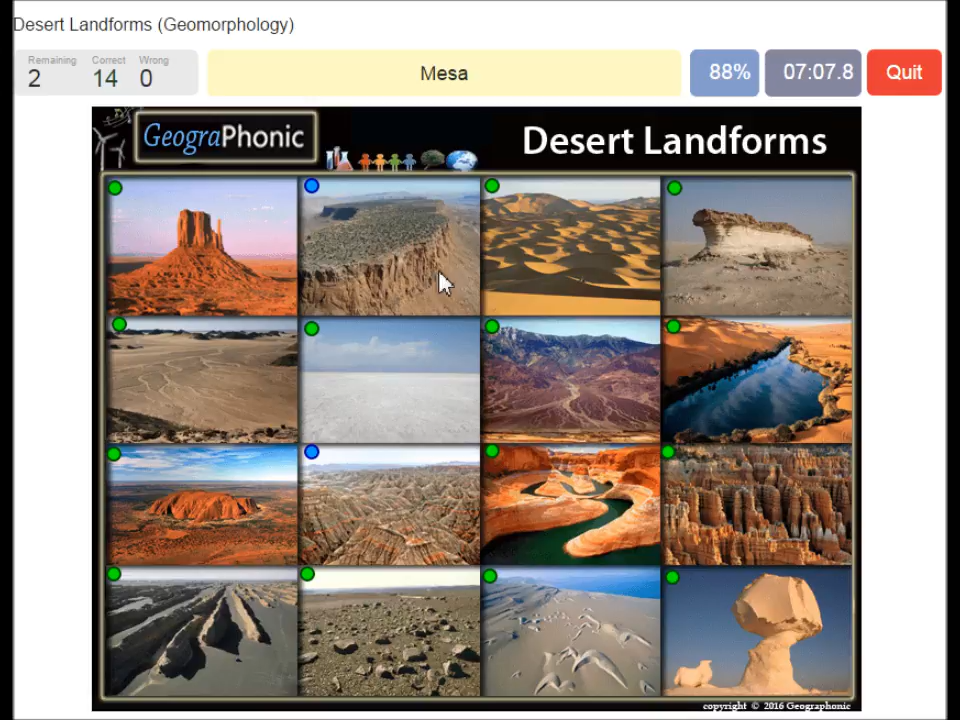 Desert Landforms (Geomorphology)
Remaining Correct Wrong
2 14 0
Mesa
88%
07:07.8
Quit
GeograPhonic
Desert Landforms
copyright © 2016 Geographonic